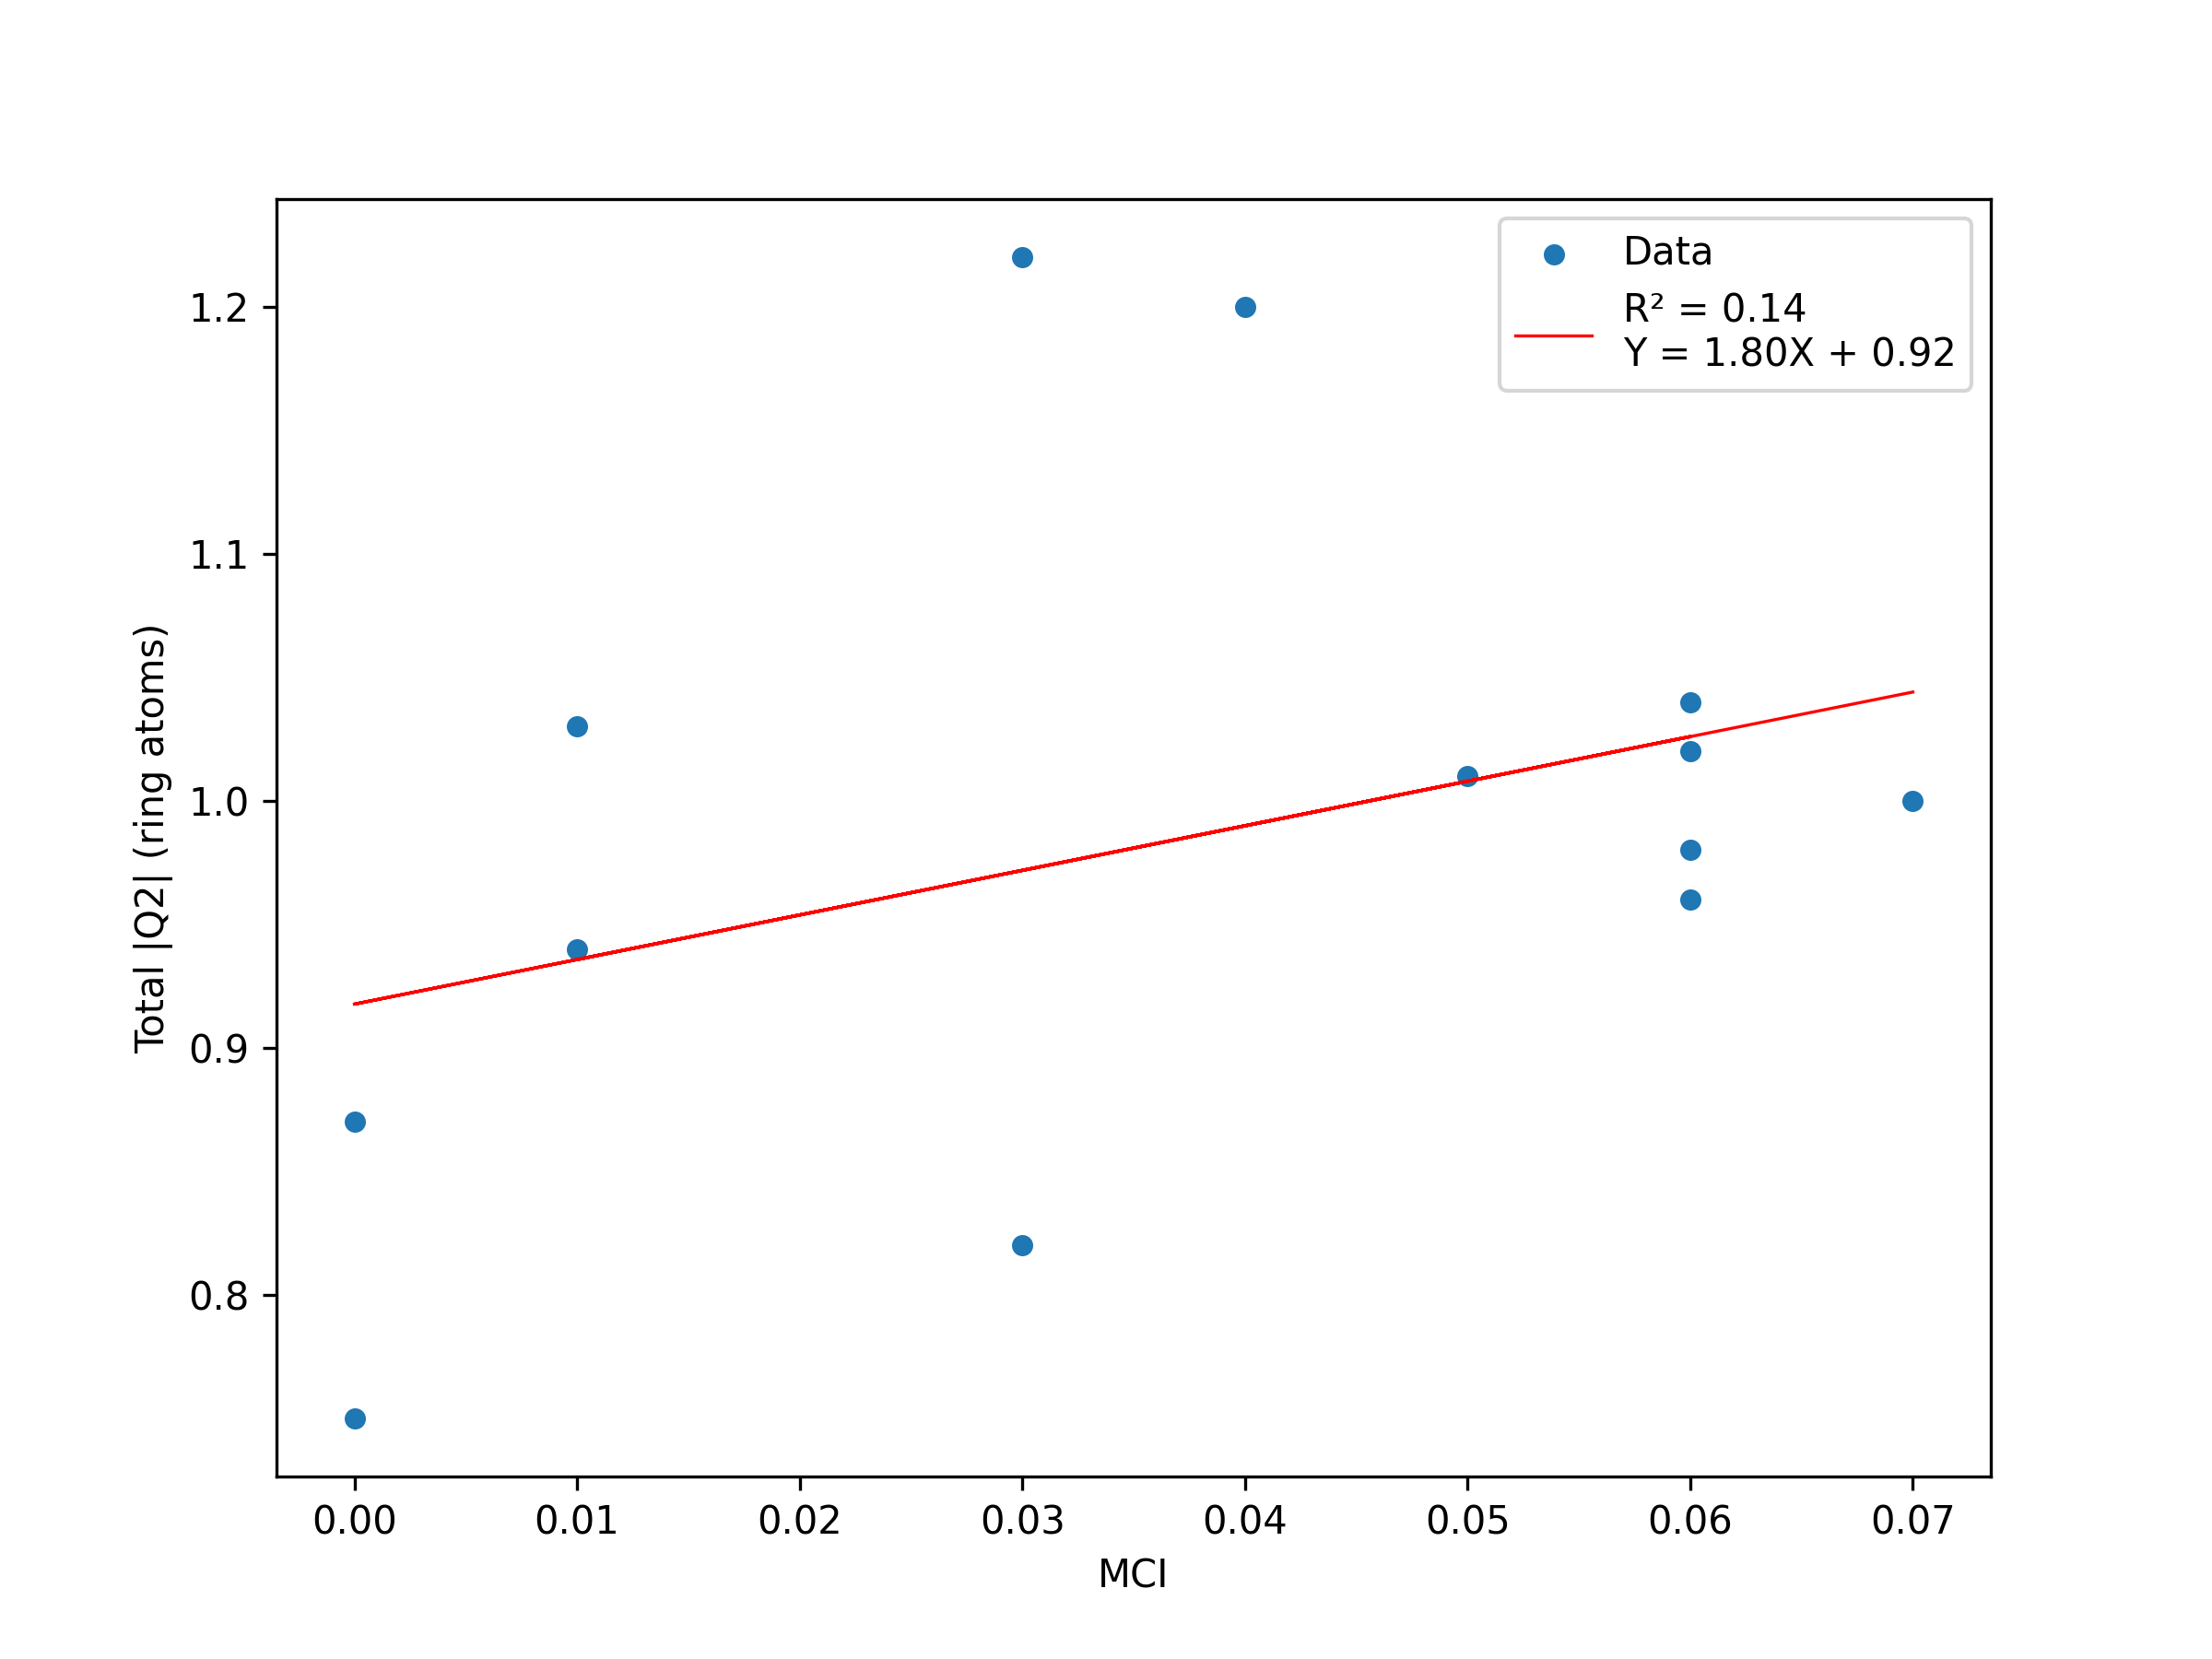 Data
R² = 0.14
Y = 1.80X + 0.92
1.2
1.1
1.0
0.9
0.8
Total |Q2| (ring atoms)
0.00 0.01 0.02 0.03 0.04 0.05 0.06 0.07
MCI